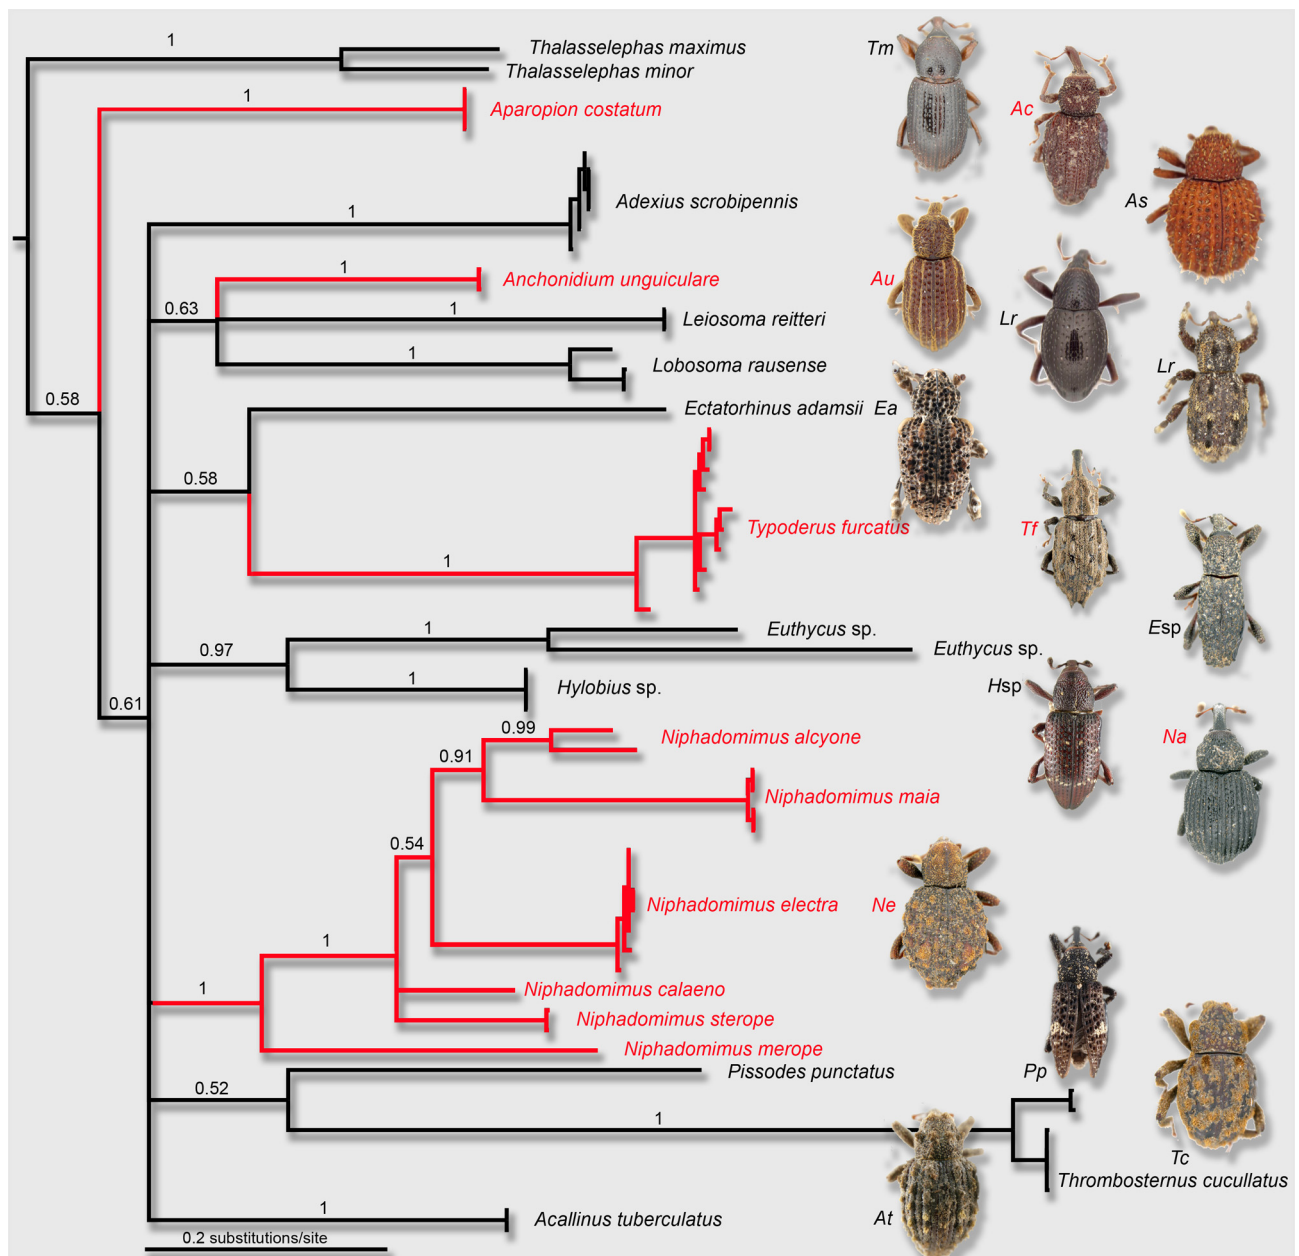 1
Thalasselephas maximus
Tm
Thalasselephas minor
1
Aparopion costatum
Ac
1
Adexius scrobipennis
As
1
Anchonidium unguiculare
Au
0.63
1
Leiosoma reitteri
Lr
1
Lobosoma rausense
Lr
0.58
Ectatorhinus adamsii
Ea
0.58
Typoderus furcatus
Tf
1
1
Euthycus sp.
Esp
0.97
Euthycus sp.
1
Hylobius sp.
Hsp
0.61
0.99
Niphadomimus alcyone
Na
0.91
Niphadomimus maia
0.54
Niphadomimus electra
Ne
1
1
Niphadomimus calaeno
Niphadomimus sterope
Niphadomimus merope
Pissodes punctatus
Pp
0.52
1
Tc
Thrombosternus cucullatus
1
Acallinus tuberculatus
At
0.2 substitutions/site